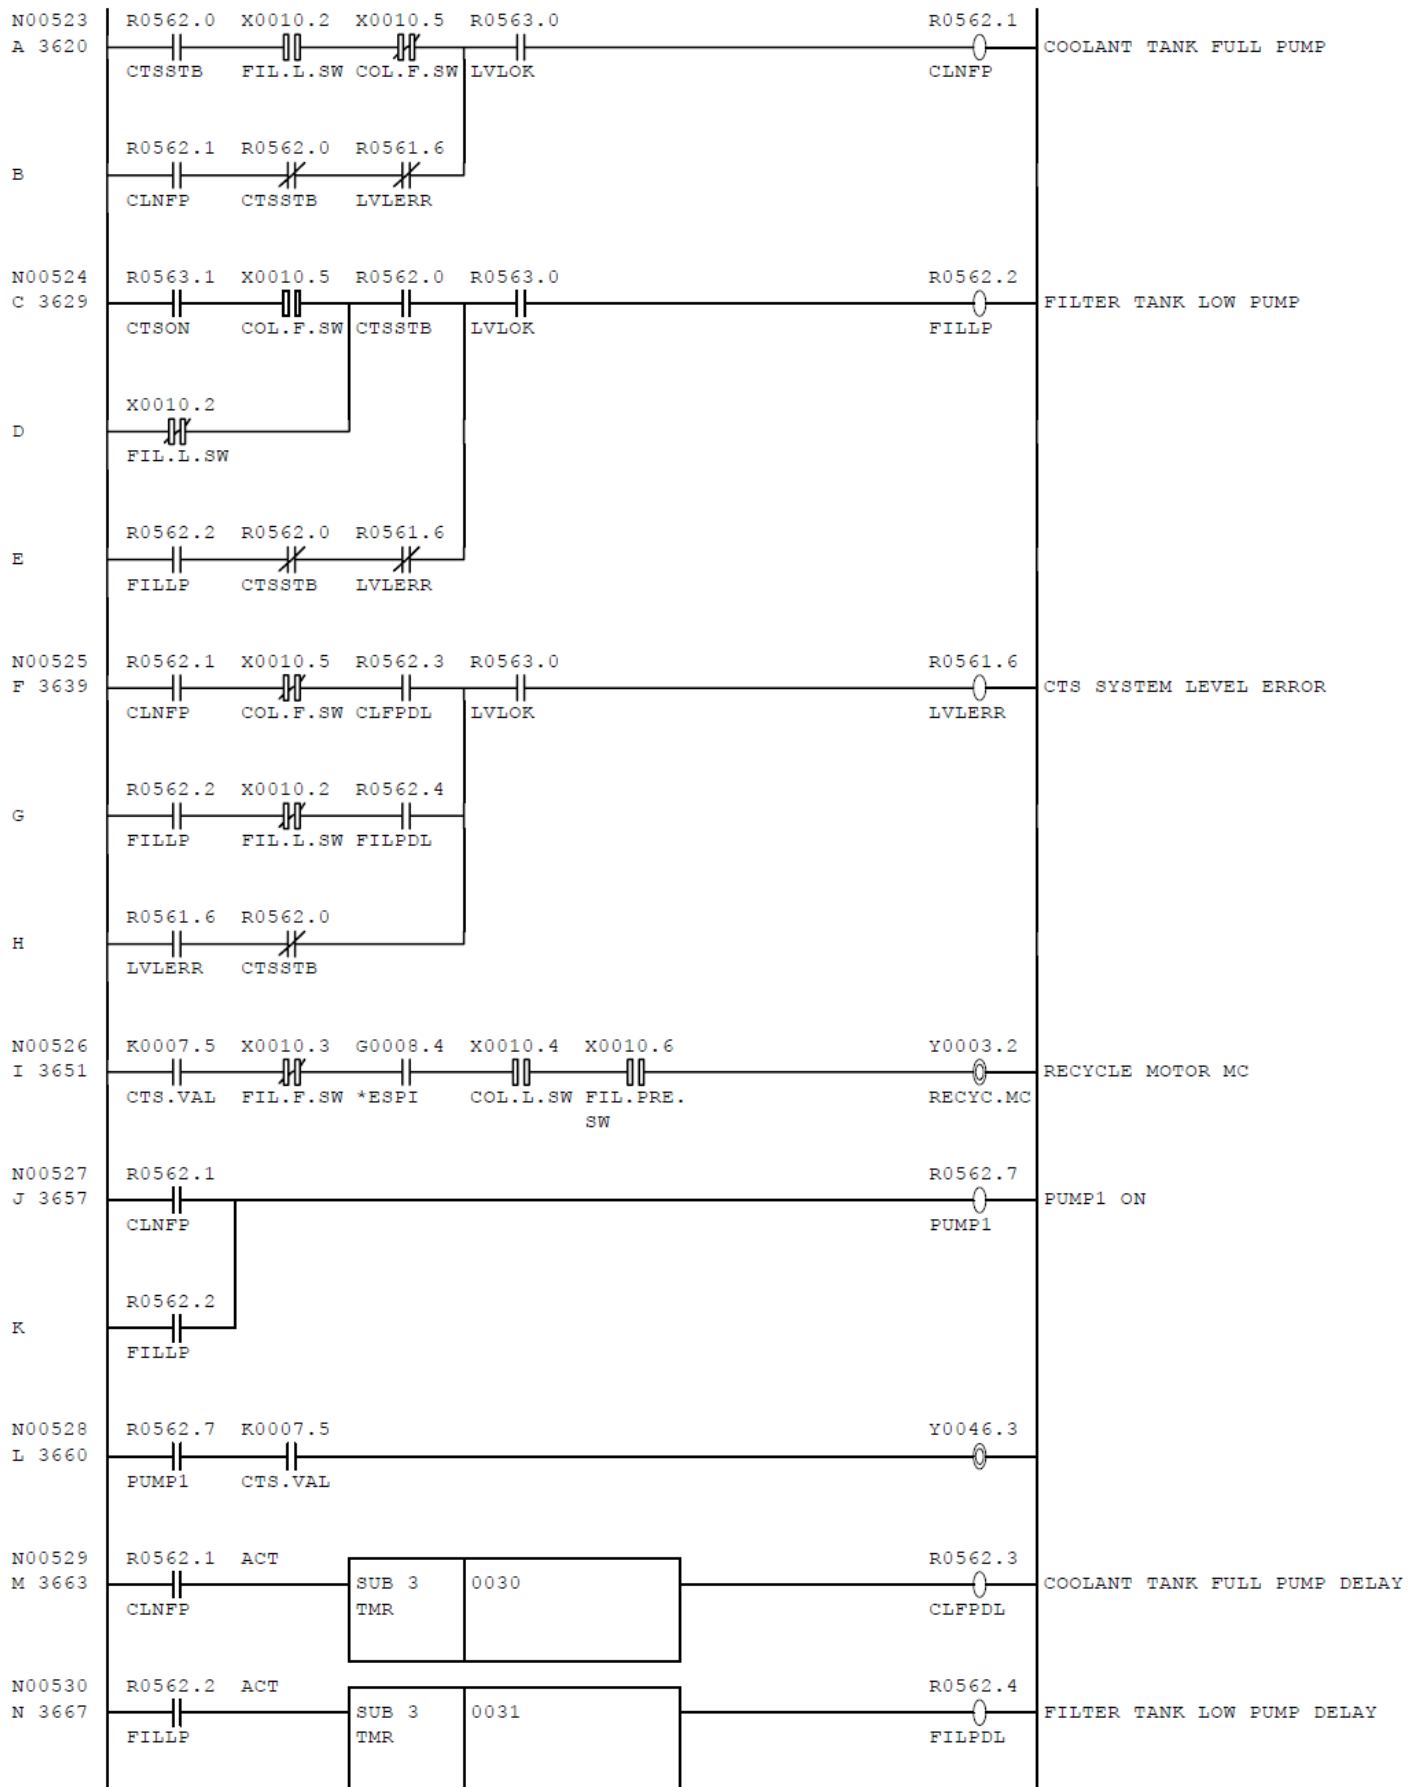 N00523 R0562.0 X0010.2 X0010.5 R0563.0 R0562.1
A 3620 COOLANT TANK FULL PUMP
CTSSTB FIL.L.SW COL.F.SW LVLOK CLNFP
R0562.1 R0562.0 R0561.6
B
CLNFP CTSSTB LVLERR
N00524 R0563.1 X0010.5 R0562.0 R0563.0 R0562.2
C 3629 FILTER TANK LOW PUMP
CTSON COL.F.SW CTSSTB LVLOK FILLP
X0010.2
D
FIL.L.SW
R0562.2 R0562.0 R0561.6
E
FILLP CTSSTB LVLERR
N00525 R0562.1 X0010.5 R0562.3 R0563.0 R0561.6
F 3639 CTS SYSTEM LEVEL ERROR
CLNFP COL.F.SW CLFPDL LVLOK LVLERR
R0562.2 X0010.2 R0562.4
G
FILLP FIL.L.SW FILPDL
R0561.6 R0562.0
H
LVLERR CTSSTB
N00526 K0007.5 X0010.3 G0008.4 X0010.4 X0010.6 Y0003.2
I 3651 RECYCLE MOTOR MC
CTS.VAL FIL.F.SW *ESPI COL.L.SW FIL.PRE. RECYC.MC
SW
N00527 R0562.1 R0562.7
J 3657 PUMP1 ON
CLNFP PUMP1
R0562.2
K
FILLP
N00528 R0562.7 K0007.5 Y0046.3
L 3660
PUMP1 CTS.VAL
N00529 R0562.1 ACT R0562.3
M 3663 SUB 3 0030 COOLANT TANK FULL PUMP DELAY
CLNFP TMR CLFPDL
N00530 R0562.2 ACT R0562.4
N 3667 SUB 3 0031 FILTER TANK LOW PUMP DELAY
FILLP TMR FILPDL